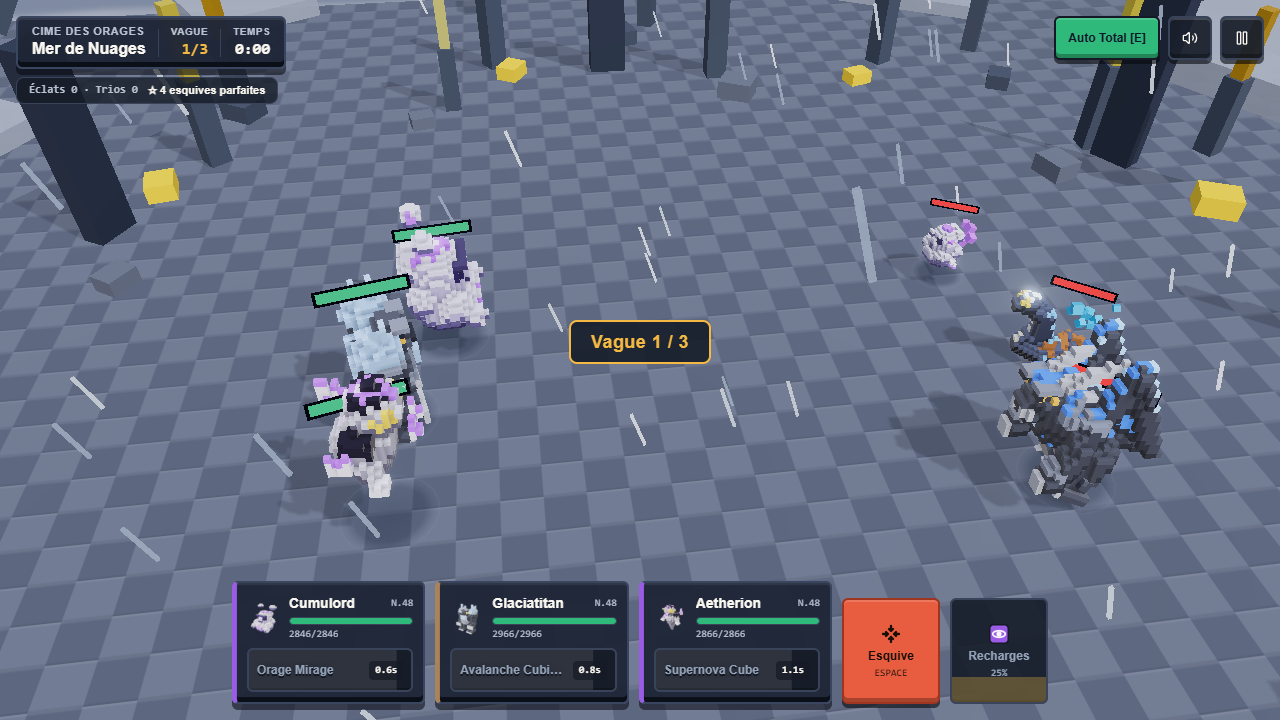 CIME DES ORAGES
Mer de Nuages
VAGUE
1/3
TEMPS
0:00
Éclats 0 · Trios 0 ★ 4 esquives parfaites
Auto Total [E]
Vague 1 / 3
Cumulord N.48
2846/2846
Orage Mirage 0.6s
Glaciatitan N.48
2966/2966
Avalanche Cubi... 0.8s
Aetherion N.48
2866/2866
Supernova Cube 1.1s
Esquive
ESPACE
Recharges
25%